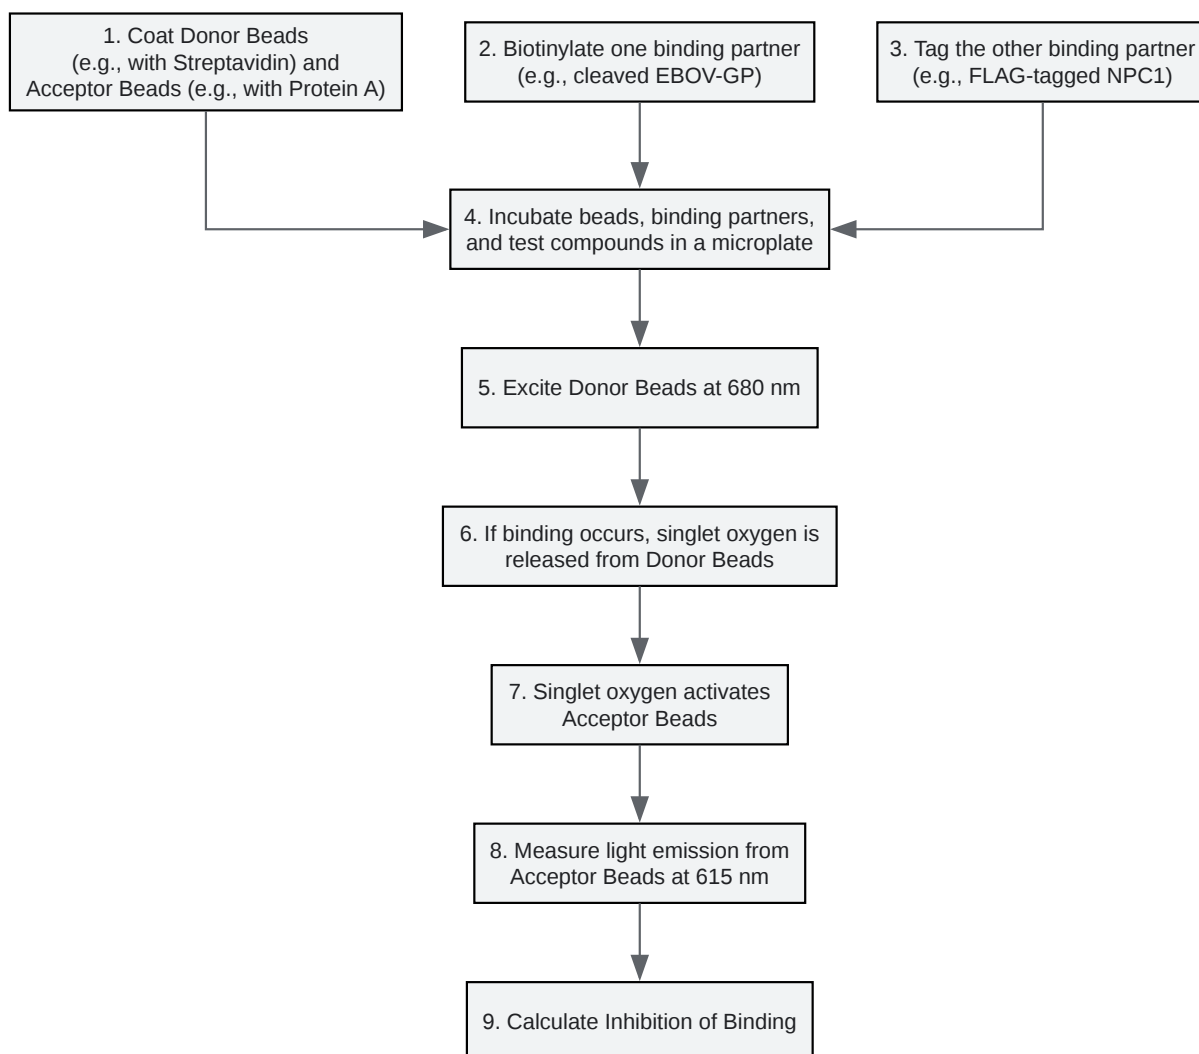 1. Coat Donor Beads
(e.g., with Streptavidin) and
Acceptor Beads (e.g., with Protein A)
2. Biotinylate one binding partner
(e.g., cleaved EBOV-GP)
3. Tag the other binding partner
(e.g., FLAG-tagged NPC1)
4. Incubate beads, binding partners,
and test compounds in a microplate
5. Excite Donor Beads at 680 nm
6. If binding occurs, singlet oxygen is
released from Donor Beads
7. Singlet oxygen activates
Acceptor Beads
8. Measure light emission from
Acceptor Beads at 615 nm
9. Calculate Inhibition of Binding